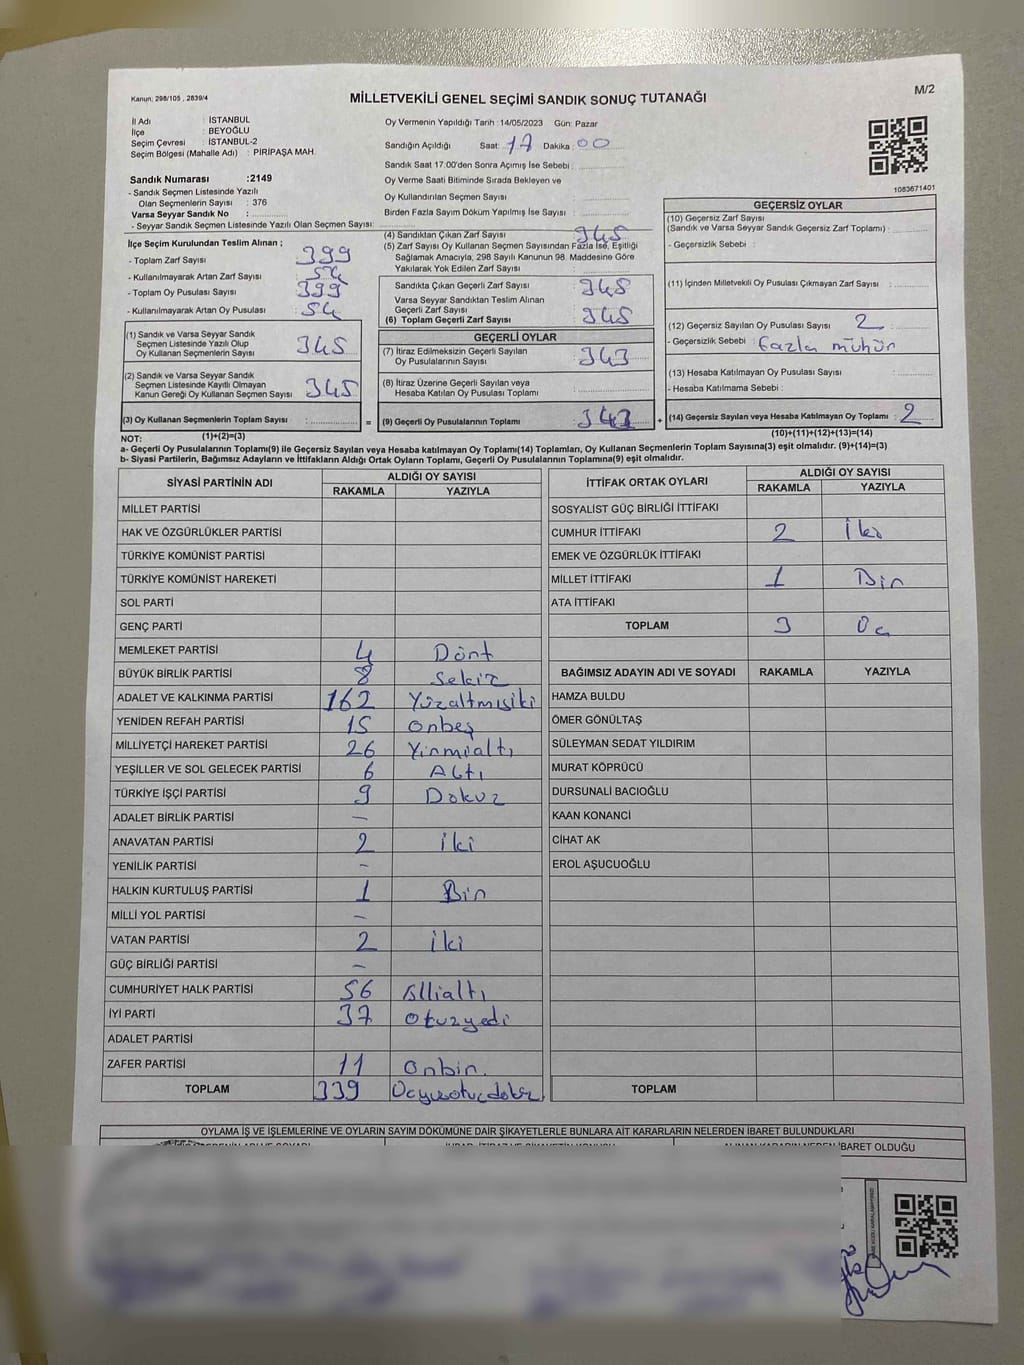 Kanun: 298/105 , 2839/4
MİLLETVEKİLİ GENEL SEÇİMİ SANDIK SONUÇ TUTANAĞI
M/2
İl Adı : İSTANBUL
İlçe : BEYOĞLU
Seçim Çevresi : İSTANBUL-2
Seçim Bölgesi (Mahalle Adı) : PİRİPAŞA MAH.
Sandık Numarası :2149
- Sandık Seçmen Listesinde Yazılı
Olan Seçmenlerin Sayısı : 376
Varsa Seyyar Sandık No :
- Seyyar Sandık Seçmen Listesinde Yazılı Olan Seçmen Sayısı:
Oy Vermenin Yapıldığı Tarih :14/05/2023 Gün: Pazar
Sandığın Açıldığı Saat: 17 Dakika: 00
Sandık Saat 17:00'den Sonra Açımış İse Sebebi :
Oy Verme Saati Bitiminde Sırada Bekleyen ve
Oy Kullandırılan Seçmen Sayısı :
Birden Fazla Sayım Döküm Yapılmış İse Sayısı :
1083671401
İlçe Seçim Kurulundan Teslim Alınan ;
- Toplam Zarf Sayısı : 399
- Kullanılmayarak Artan Zarf Sayısı : 54
- Toplam Oy Pusulası Sayısı : 399
- Kullanılmayarak Artan Oy Pusulası : 54
(1) Sandık ve Varsa Seyyar Sandık
Seçmen Listesinde Yazılı Olup
Oy Kullanan Seçmenlerin Sayısı : 345
(2) Sandık ve Varsa Seyyar Sandık
Seçmen Listesinde Kayıtlı Olmayan
Kanun Gereği Oy Kullanan Seçmen Sayısı : 345
(3) Oy Kullanan Seçmenlerin Toplam Sayısı :
(1)+(2)=(3)
(4) Sandıktan Çıkan Zarf Sayısı : 345
(5) Zarf Sayısı Oy Kullanan Seçmen Sayısından Fazla İse, Eşitliği
Sağlamak Amacıyla, 298 Sayılı Kanunun 98. Maddesine Göre
Yakılarak Yok Edilen Zarf Sayısı :
Sandıkta Çıkan Geçerli Zarf Sayısı : 345
Varsa Seyyar Sandıktan Teslim Alınan
Geçerli Zarf Sayısı
(6) Toplam Geçerli Zarf Sayısı : 345
GEÇERLİ OYLAR
(7) İtiraz Edilmeksizin Geçerli Sayılan
Oy Pusulalarının Sayısı : 343
(8) İtiraz Üzerine Geçerli Sayılan veya
Hesaba Katılan Oy Pusulası Toplamı :
= (9) Geçerli Oy Pusulalarının Toplamı : 343
GEÇERSİZ OYLAR
(10) Geçersiz Zarf Sayısı
(Sandık ve Varsa Seyyar Sandık Geçersiz Zarf Toplamı) :
- Geçersizlik Sebebi :
(11) İçinden Milletvekili Oy Pusulası Çıkmayan Zarf Sayısı :
(12) Geçersiz Sayılan Oy Pusulası Sayısı : 2
- Geçersizlik Sebebi : fazla mühür
(13) Hesaba Katılmayan Oy Pusulası Sayısı :
- Hesaba Katılmama Sebebi :
+ (14) Geçersiz Sayılan veya Hesaba Katılmayan Oy Toplamı : 2
(10)+(11)+(12)+(13)=(14)
NOT:
a- Geçerli Oy Pusulalarının Toplamı(9) ile Geçersiz Sayılan veya Hesaba katılmayan Oy Toplamı(14) Toplamları, Oy Kullanan Seçmenlerin Toplam Sayısına(3) eşit olmalıdır. (9)+(14)=(3)
b- Siyasi Partilerin, Bağımsız Adayların ve İttifakların Aldığı Ortak Oyların Toplamı, Geçerli Oy Pusulalarının Toplamına(9) eşit olmalıdır.
SİYASİ PARTİNİN ADI ALDIĞI OY SAYISI
RAKAMLA YAZIYLA
MİLLET PARTİSİ
HAK VE ÖZGÜRLÜKLER PARTİSİ
TÜRKİYE KOMÜNİST PARTİSİ
TÜRKİYE KOMÜNİST HAREKETİ
SOL PARTİ
GENÇ PARTİ
MEMLEKET PARTİSİ 4 Dört
BÜYÜK BİRLİK PARTİSİ 8 Sekiz
ADALET VE KALKINMA PARTİSİ 162 Yüzaltmışiki
YENİDEN REFAH PARTİSİ 15 onbeş
MİLLİYETÇİ HAREKET PARTİSİ 26 Yirmialtı
YEŞİLLER VE SOL GELECEK PARTİSİ 6 Altı
TÜRKİYE İŞÇİ PARTİSİ 9 Dokuz
ADALET BİRLİK PARTİSİ –
ANAVATAN PARTİSİ 2 iki
YENİLİK PARTİSİ –
HALKIN KURTULUŞ PARTİSİ 1 Bir
MİLLİ YOL PARTİSİ –
VATAN PARTİSİ 2 iki
GÜÇ BİRLİĞİ PARTİSİ –
CUMHURİYET HALK PARTİSİ 56 Ellialtı
İYİ PARTİ 37 otuzyedi
ADALET PARTİSİ
ZAFER PARTİSİ 11 onbir.
TOPLAM 339 Üçyüzotuzdokuz
İTTİFAK ORTAK OYLARI ALDIĞI OY SAYISI
RAKAMLA YAZIYLA
SOSYALİST GÜÇ BİRLİĞİ İTTİFAKI
CUMHUR İTTİFAKI 2 İki
EMEK VE ÖZGÜRLÜK İTTİFAKI
MİLLET İTTİFAKI 1 Bir
ATA İTTİFAKI
TOPLAM 3 Üç
BAĞIMSIZ ADAYIN ADI VE SOYADI RAKAMLA YAZIYLA
HAMZA BULDU
ÖMER GÖNÜLTAŞ
SÜLEYMAN SEDAT YILDIRIM
MURAT KÖPRÜCÜ
DURSUNALİ BACIOĞLU
KAAN KONANCİ
CİHAT AK
EROL AŞUCUOĞLU
TOPLAM
OYLAMA İŞ VE İŞLEMLERİNE VE OYLARIN SAYIM DÖKÜMÜNE DAİR ŞİKAYETLERLE BUNLARA AİT KARARLARIN NELERDEN İBARET BULUNDUKLARI
İBARET OLDUĞU